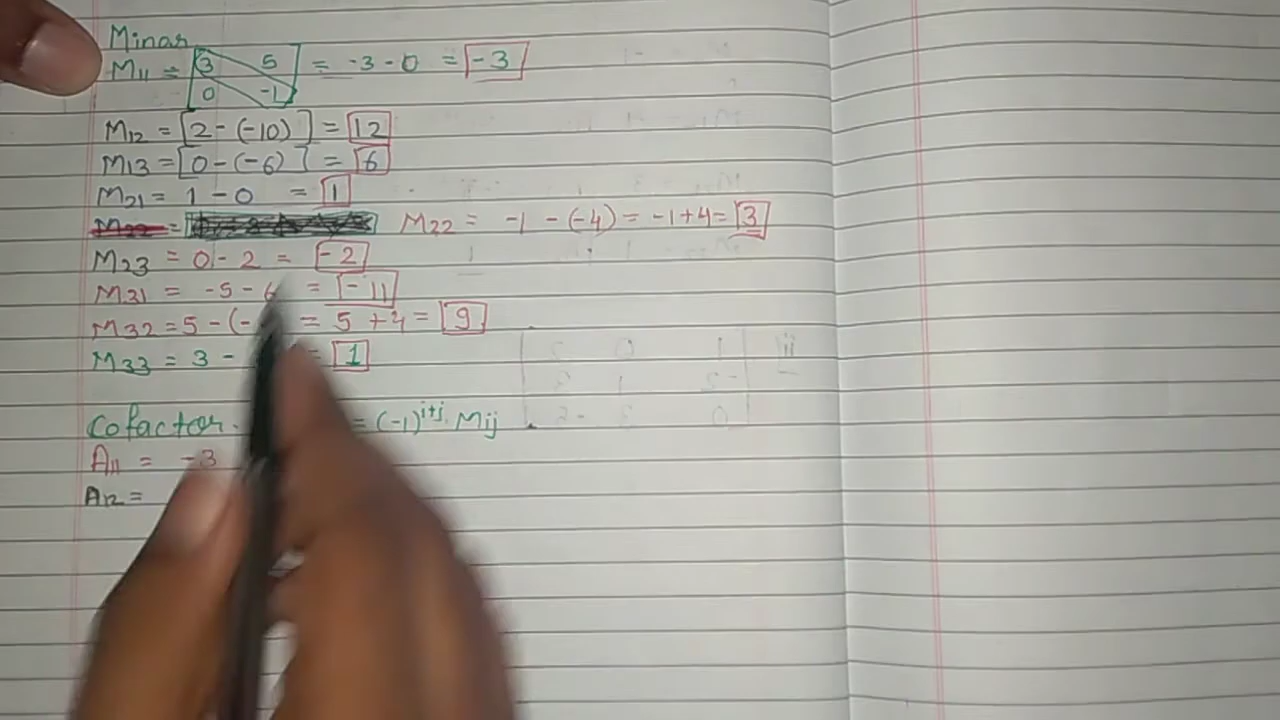 Minar
M11 = 3 5 = -3 - 0 = -3
0 -1
M12 = [2 - (-10)] = 12
M13 = [0 - (-6)] = 6
M21 = 1 - 0 = 1
M22 = M22 = -1 - (-4) = -1 + 4 = 3
M23 = 0 - 2 = -2
M31 = -5 - 6 = -11
M32 = 5 - (- = 5 + 4 = 9
M33 = 3 - = 1
Cofactor = (-1)^i+j. Mij
A11 = -3
A12 =